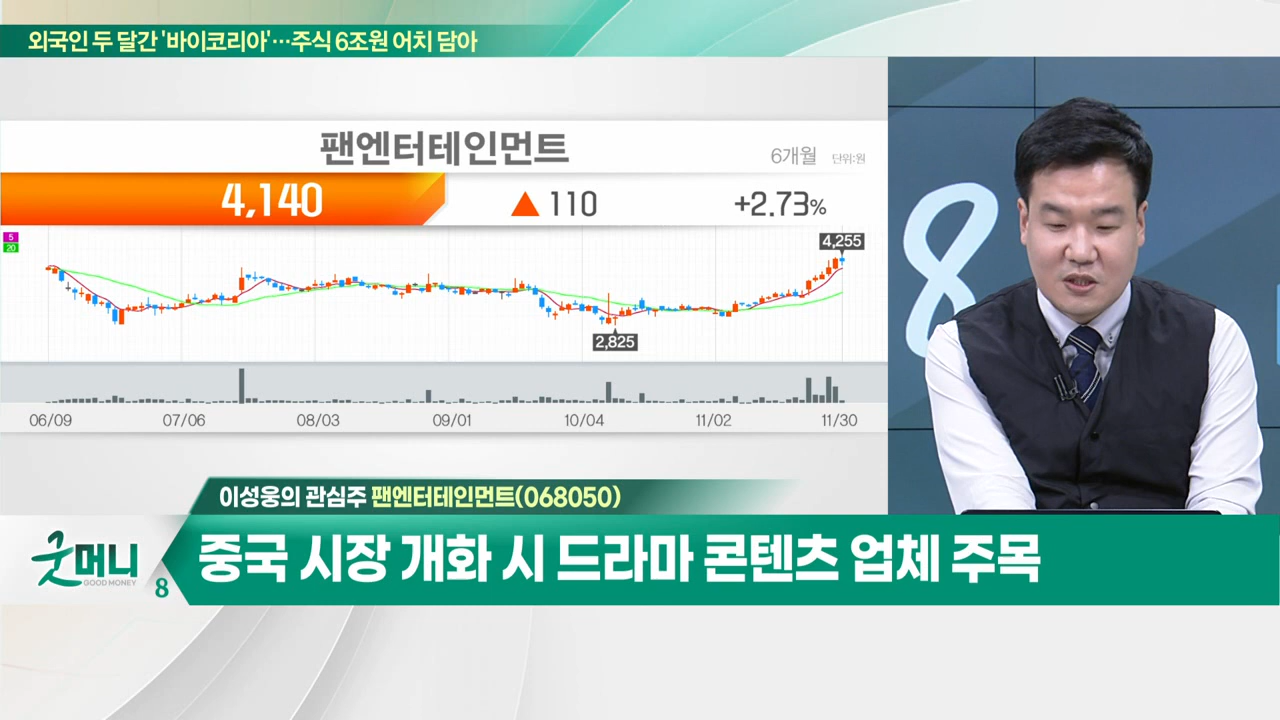 외국인 두 달간 '바이코리아'…주식 6조원 어치 담아
팬엔터테인먼트
6개월 단위:원
4,140 ▲ 110 +2.73%
5
20
4,255
2,825
06/09 07/06 08/03 09/01 10/04 11/02 11/30
8
이성웅의 관심주 팬엔터테인먼트(068050)
굿머니
GOOD MONEY
8
중국 시장 개화 시 드라마 콘텐츠 업체 주목